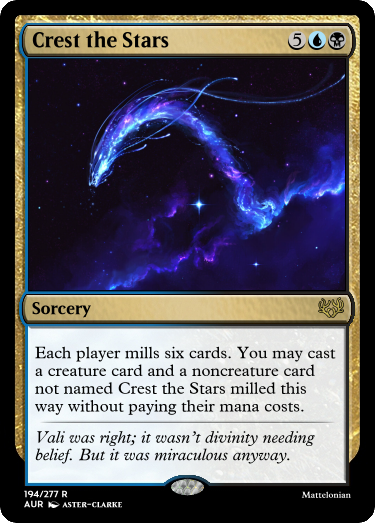 Crest the Stars 5
Sorcery
Each player mills six cards. You may cast
a creature card and a noncreature card
not named Crest the Stars milled this
way without paying their mana costs.
Vali was right; it wasn't divinity needing
belief. But it was miraculous anyway.
194/277 R
Mattelonian
AUR ASTER-CLARKE